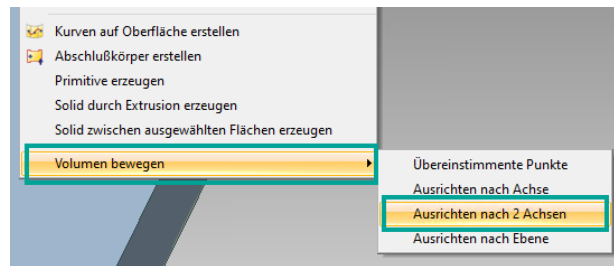 Kurven auf Oberfläche erstellen
Abschlußkörper erstellen
Primitive erzeugen
Solid durch Extrusion erzeugen
Solid zwischen ausgewählten Flächen erzeugen
Volumen bewegen
Übereinstimmente Punkte
Ausrichten nach Achse
Ausrichten nach 2 Achsen
Ausrichten nach Ebene